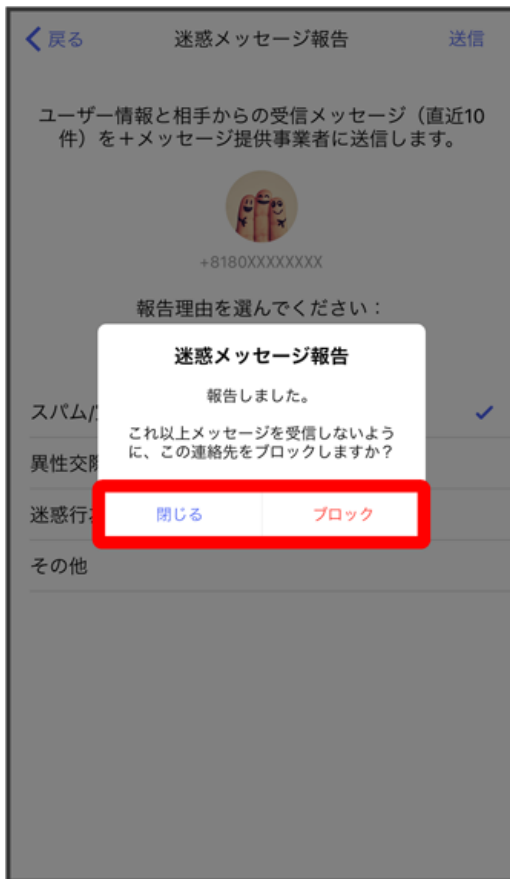 戻る 迷惑メッセージ報告 送信
ユーザー情報と相手からの受信メッセージ（直近10
件）を＋メッセージ提供事業者に送信します。
+8180XXXXXXXX
報告理由を選んでください：
迷惑メッセージ報告
報告しました。
これ以上メッセージを受信しないよう
に、この連絡先をブロックしますか？
閉じる ブロック
スパム/
異性交際
迷惑行
その他